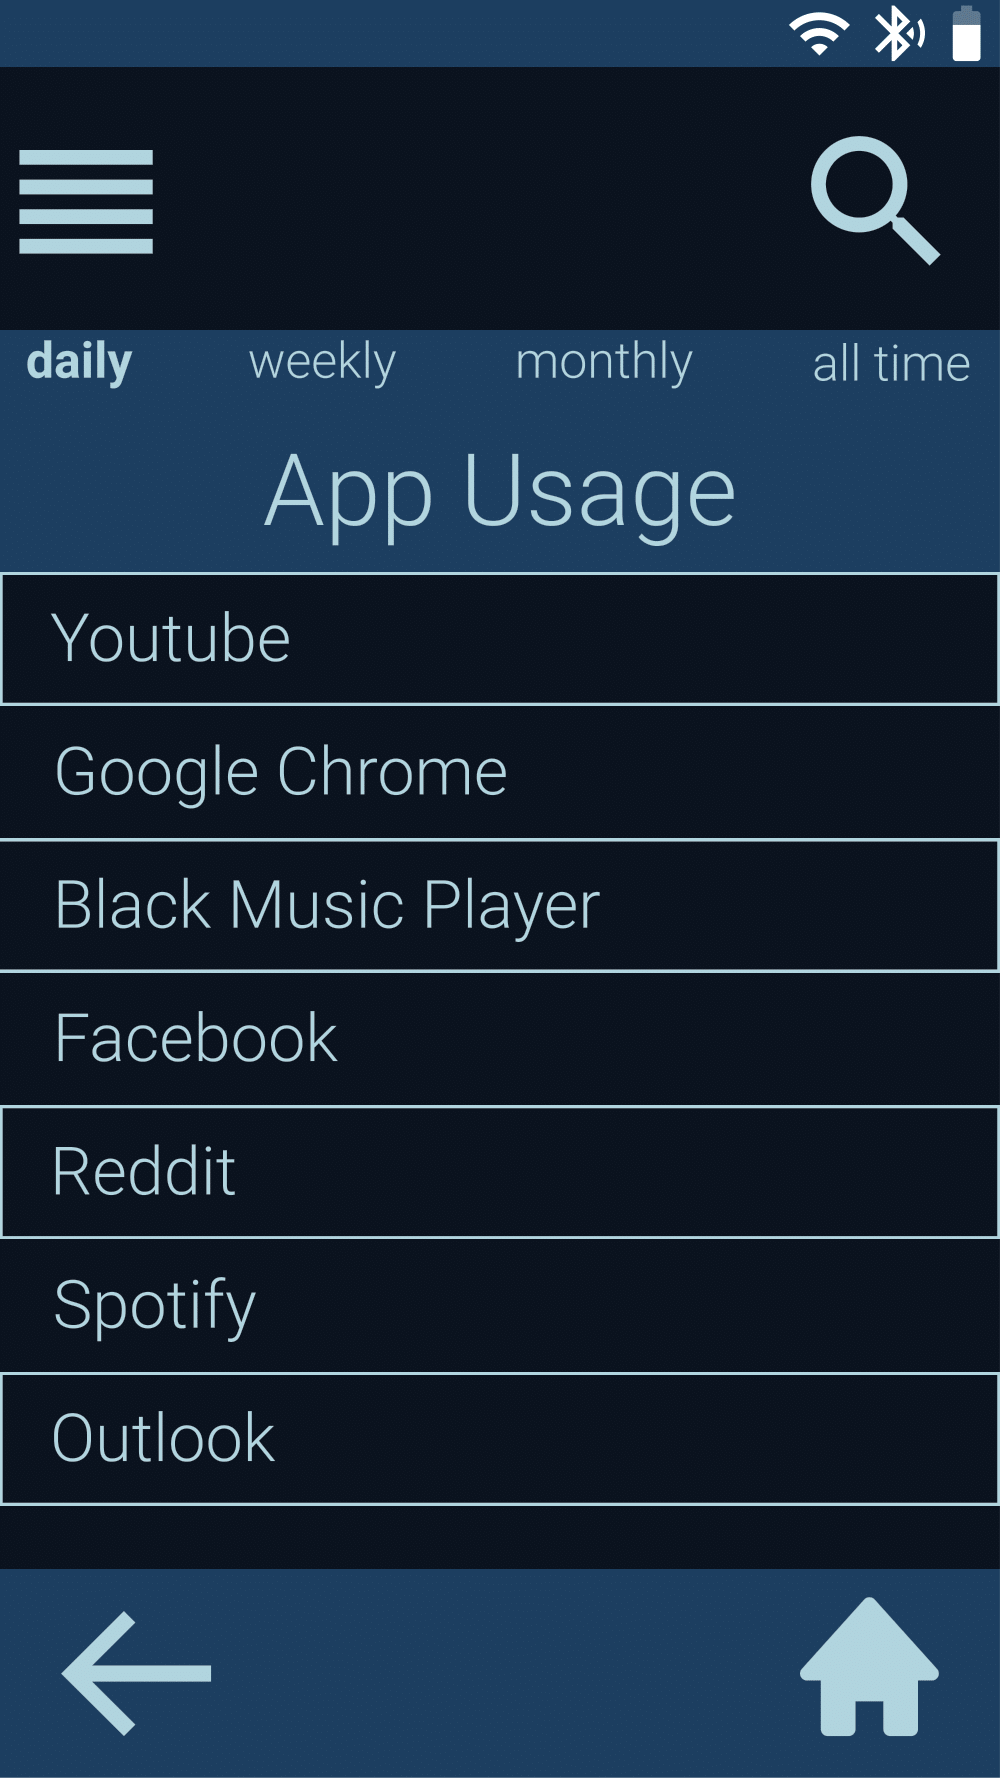 daily weekly monthly all time
App Usage
Youtube
Google Chrome
Black Music Player
Facebook
Reddit
Spotify
Outlook